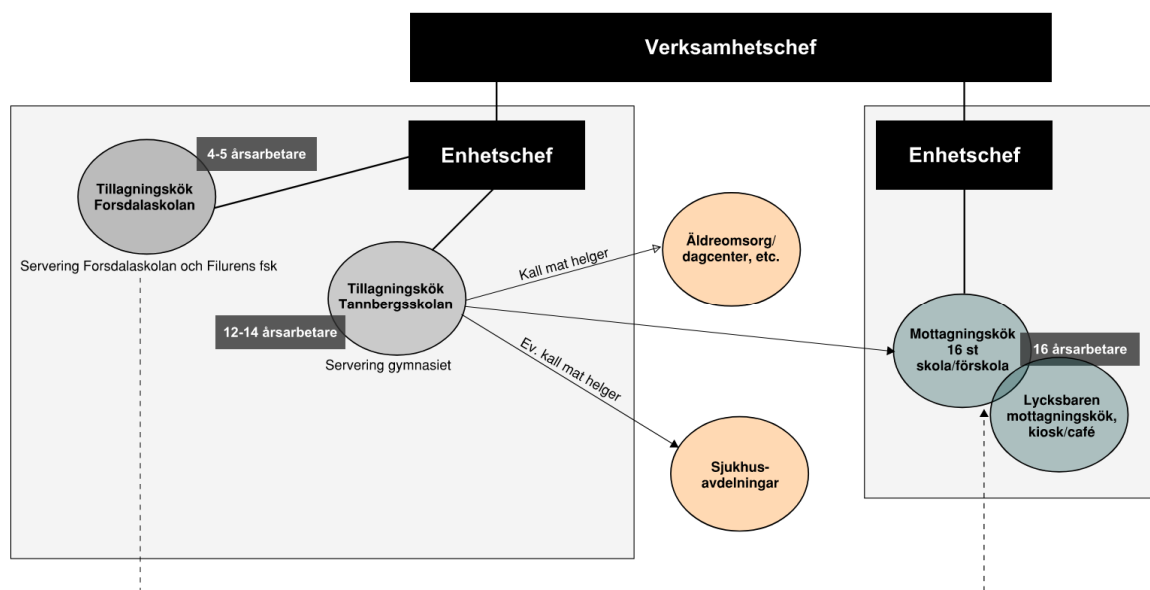 Verksamhetschef
Enhetschef
Enhetschef
4-5 årsarbetare
Tillagningskök
Forsdalaskolan
Servering Forsdalaskolan och Filurens fsk
Äldreomsorg/
dagcenter, etc.
Kall mat helger
Tillagningskök
Tannbergsskolan
12-14 årsarbetare
Servering gymnasiet
Ev. kall mat helger
Mottagningskök
16 st
skola/förskola
16 årsarbetare
Lycksbaren
mottagningskök,
kiosk/café
Sjukhus-
avdelningar